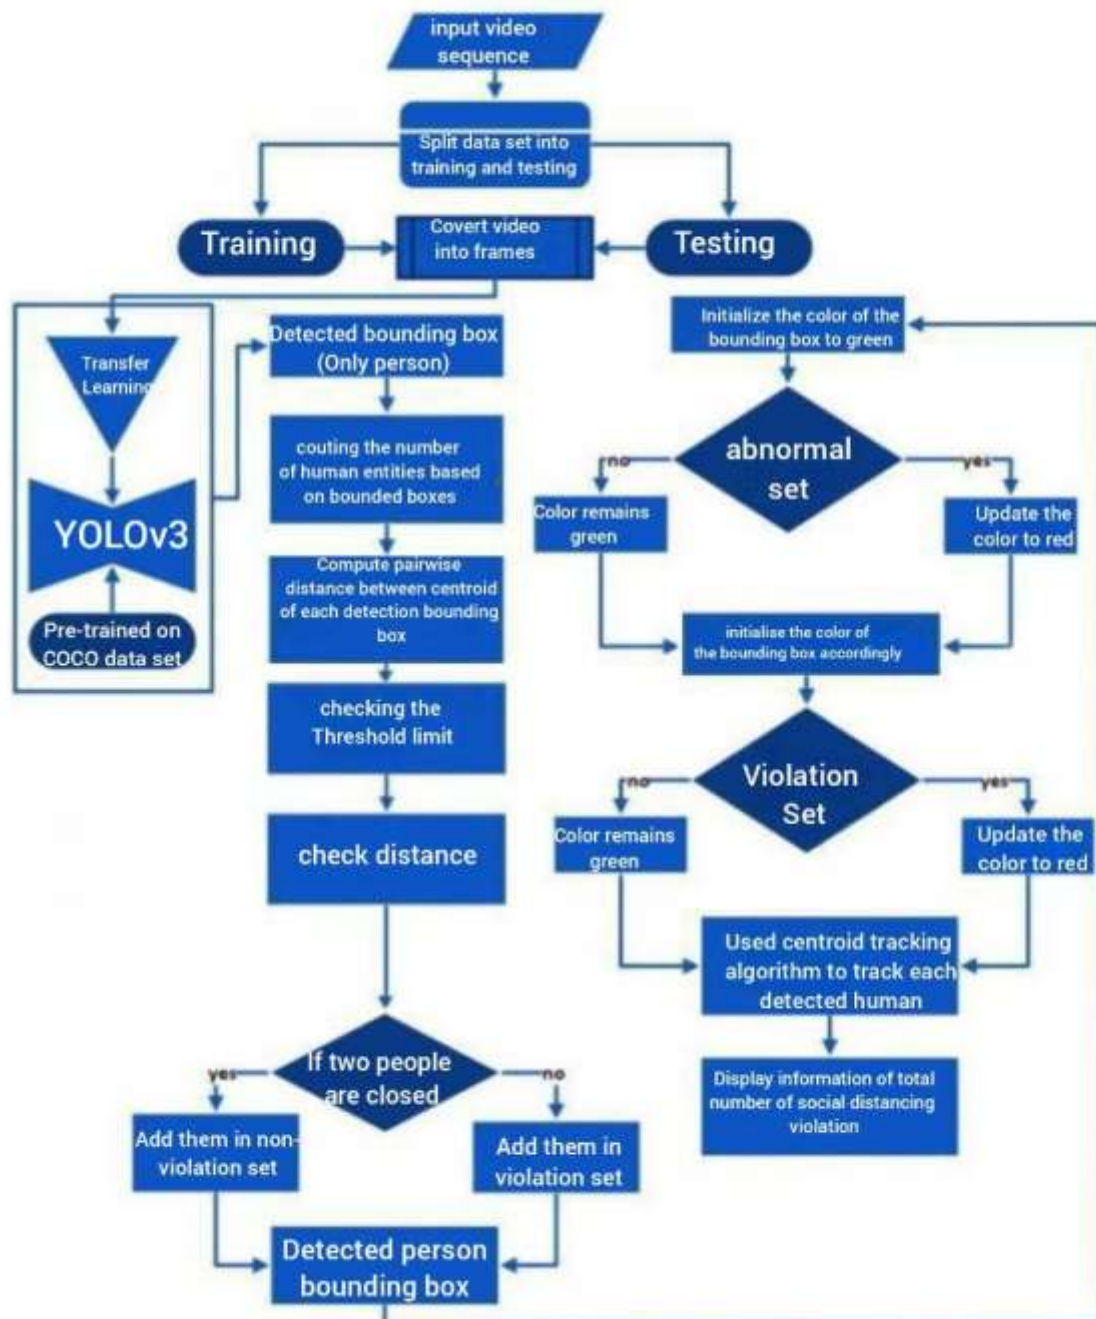 input video
sequence
Split data set into
training and testing
Training
Covert video
into frames
Testing
Transfer
Learning
YOLOv3
Pre-trained on
COCO data set
Detected bounding box
(Only person)
couting the number
of human entities based
on bounded boxes
Compute pairwise
distance between centroid
of each detection bounding
box
checking the
Threshold limit
check distance
If two people
are closed
yes
no
Add them in non-
violation set
Add them in
violation set
Detected person
bounding box
Initialize the color of the
bounding box to green
abnormal
set
no
yes
Color remains
green
Update the
color to red
initialise the color of
the bounding box accordingly
Violation
Set
no
yes
Color remains
green
Update the
color to red
Used centroid tracking
algorithm to track each
detected human
Display information of total
number of social distancing
violation